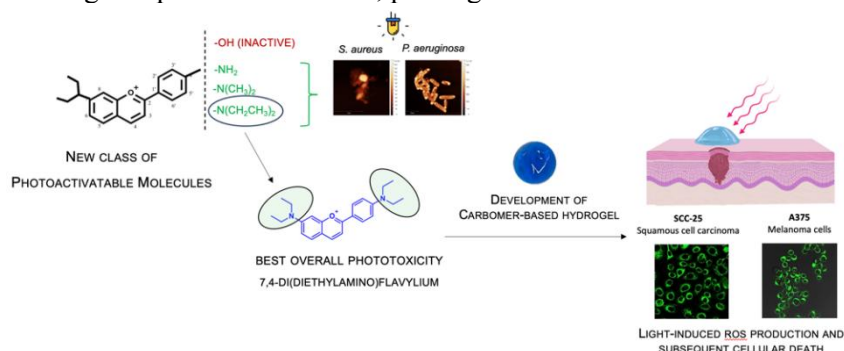 -OH (INACTIVE)
-NH₂
-N(CH₃)₂
-N(CH₂CH₃)₂
S. aureus P. aeruginosa
O⁺
NEW CLASS OF
PHOTOACTIVATABLE MOLECULES
N O⁺ N
BEST OVERALL PHOTOTOXICITY
7,4-DI(DIETHYLAMINO)FLAVYLIUM
DEVELOPMENT OF
CARBOMER-BASED HYDROGEL
SCC-25
Squamous cell carcinoma
A375
Melanoma cells
LIGHT-INDUCED ROS PRODUCTION AND
SUBSEQUENT CELLULAR DEATH